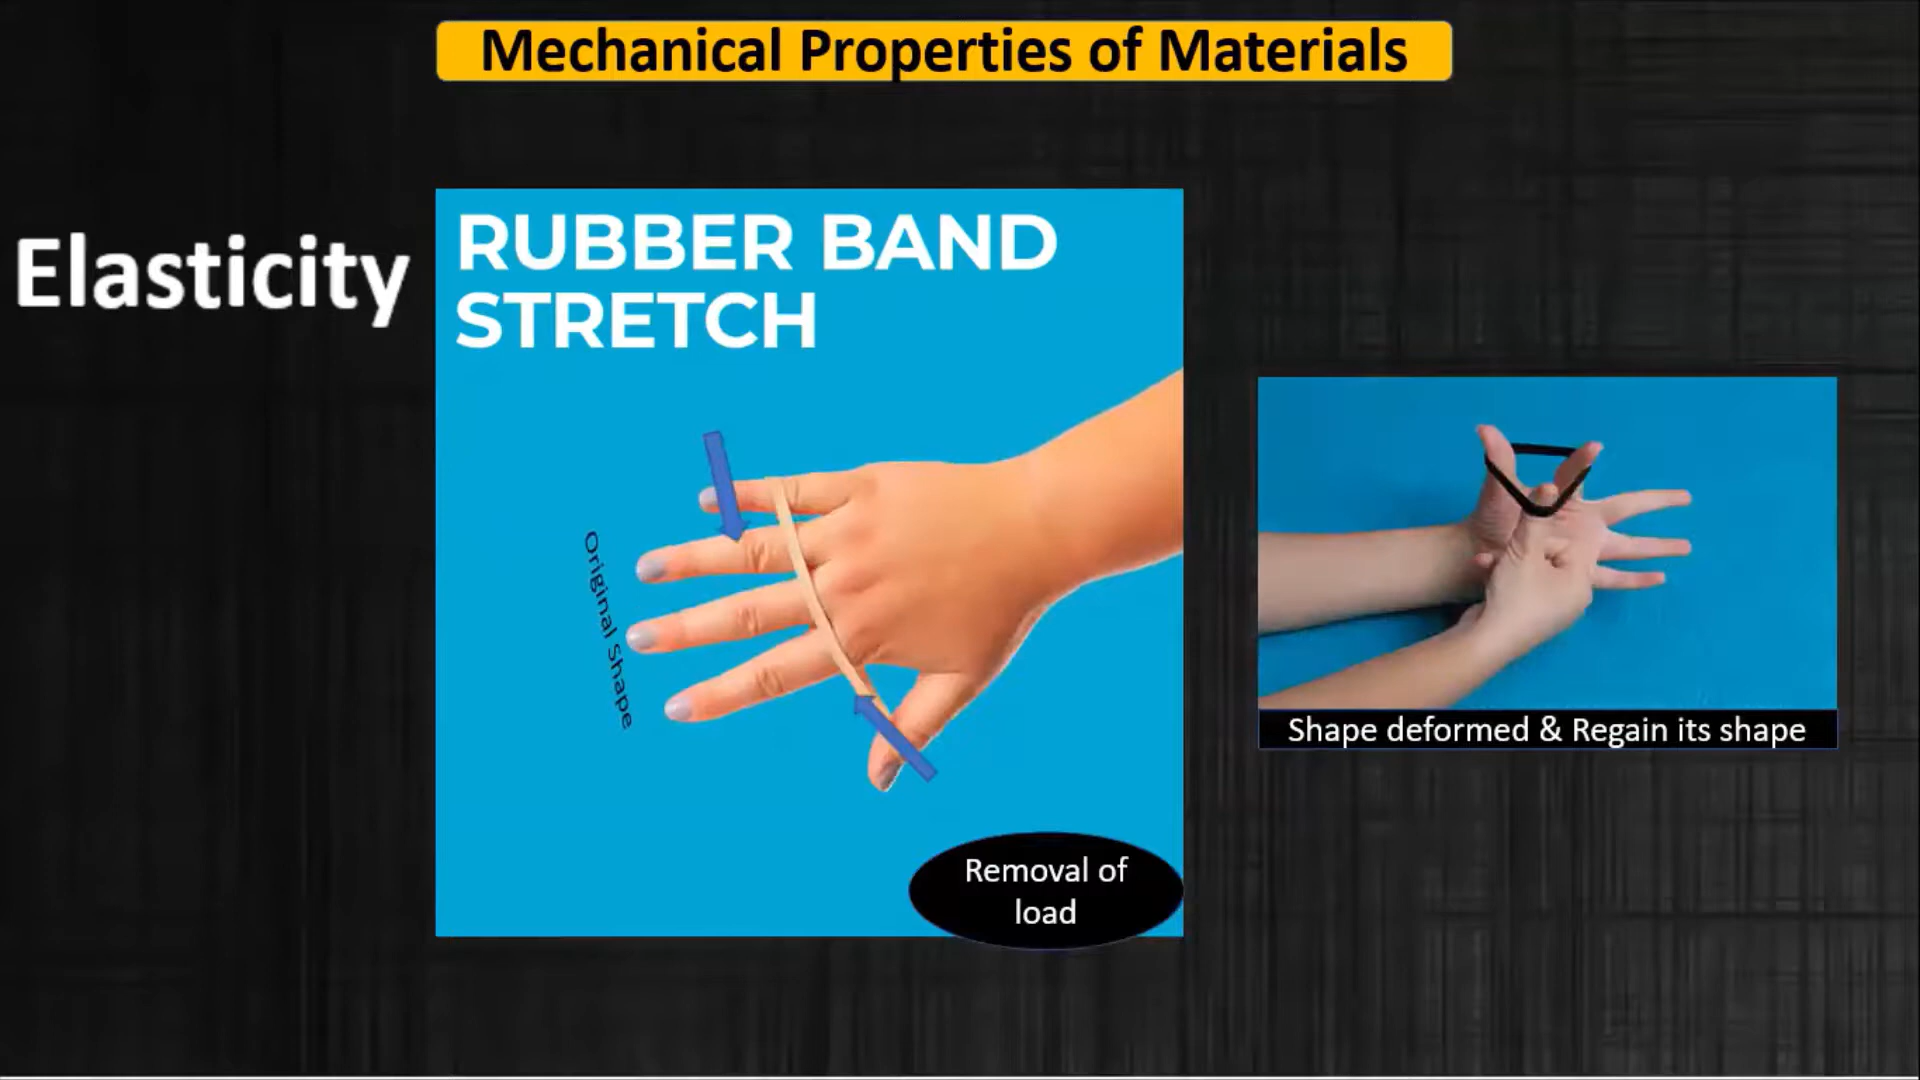 Mechanical Properties of Materials
Elasticity
RUBBER BAND
STRETCH
Original Shape
Removal of
load
Shape deformed & Regain its shape